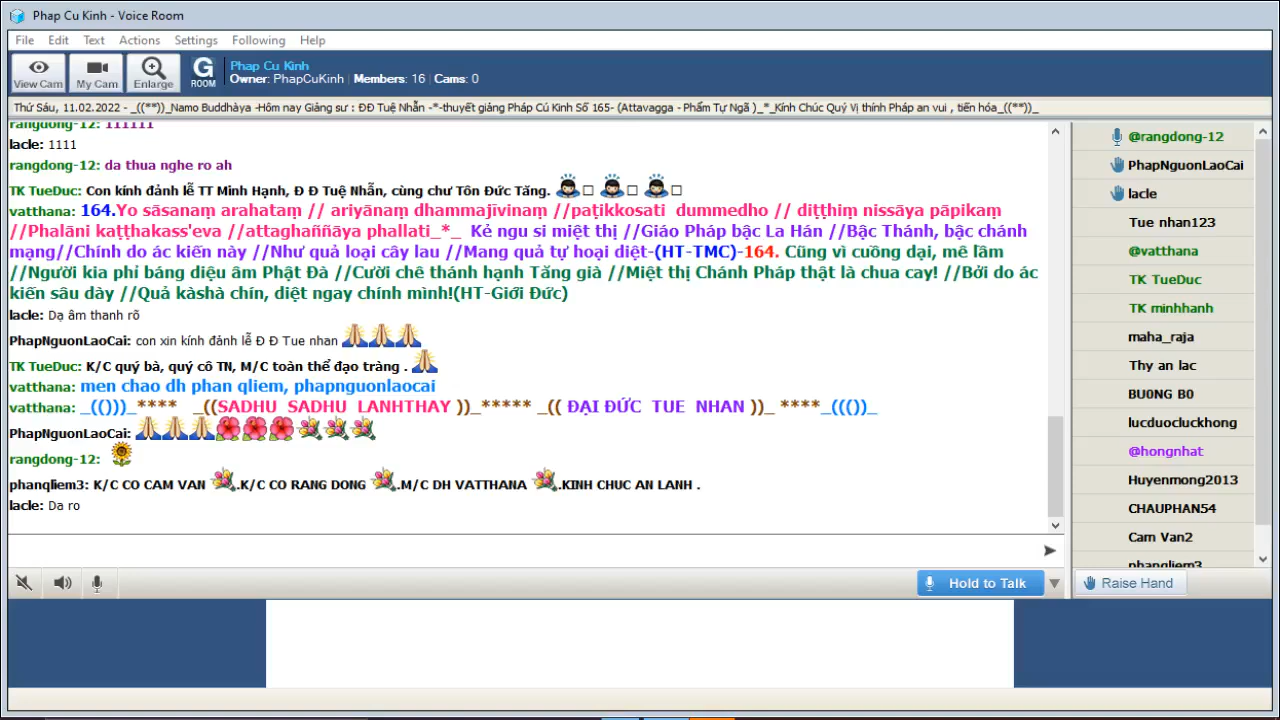 Phap Cu Kinh - Voice Room
File Edit Text Actions Settings Following Help
View Cam My Cam Enlarge G ROOM
Phap Cu Kinh
Owner: PhapCuKinh | Members: 16 | Cams: 0
Thứ Sáu, 11.02.2022 - _((**))_Namo Buddhàya -Hôm nay Giảng sư : ĐĐ Tuệ Nhẫn -*-thuyết giảng Pháp Cú Kinh Số 165- (Attavagga - Phẩm Tự Ngã )_*_Kính Chúc Quý Vị thính Pháp an vui , tiến hóa_((**))_
rangdong-12: 111111
lacle: 1111
rangdong-12: da thua nghe ro ah
TK TueDuc: Con kính đảnh lễ TT Minh Hạnh, Đ Đ Tuệ Nhẫn, cùng chư Tôn Đức Tăng.
vatthana: 164.Yo sāsanaṃ arahataṃ // ariyānaṃ dhammajīvinaṃ //paṭikkosati dummedho // diṭṭhiṃ nissāya pāpikaṃ
//Phalāni kaṭṭhakass'eva //attaghaññāya phallati_*_ Kẻ ngu si miệt thị //Giáo Pháp bậc La Hán //Bậc Thánh, bậc chánh
mạng//Chính do ác kiến này //Như quả loại cây lau //Mang quả tự hoại diệt-(HT-TMC)-164. Cũng vì cuồng dại, mê lầm
//Người kia phỉ báng diệu âm Phật Đà //Cười chê thánh hạnh Tăng già //Miệt thị Chánh Pháp thật là chua cay! //Bởi do ác
kiến sâu dày //Quả kàshà chín, diệt ngay chính mình!(HT-Giới Đức)
lacle: Dạ âm thanh rõ
PhapNguonLaoCai: con xin kính đảnh lễ Đ Đ Tue nhan
TK TueDuc: K/C quý bà, quý cô TN, M/C toàn thể đạo tràng .
vatthana: men chao dh phan qliem, phapnguonlaocai
vatthana: _(()))_**** _((SADHU SADHU LANHTHAY ))_***** _(( ĐẠI ĐỨC TUE NHAN ))_ ****_((())_
PhapNguonLaoCai:
rangdong-12:
phanqliem3: K/C CO CAM VAN .K/C CO RANG DONG .M/C DH VATTHANA .KINH CHUC AN LANH .
lacle: Da ro
Hold to Talk
@rangdong-12
PhapNguonLaoCai
lacle
Tue nhan123
@vatthana
TK TueDuc
TK minhhanh
maha_raja
Thy an lac
BU0NG B0
lucduocluckhong
@hongnhat
Huyenmong2013
CHAUPHAN54
Cam Van2
phanqliem3
Raise Hand